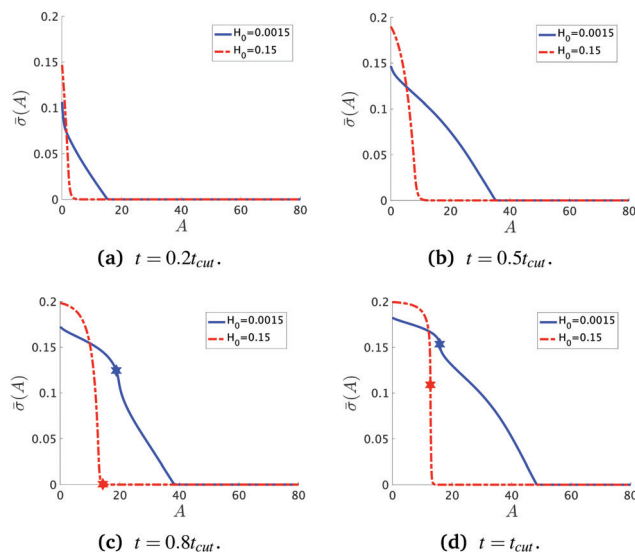 0.2
0.15
0.1
0.05
0
σ̄(A)
0 20 40 60 80
A
H₀=0.0015
H₀=0.15
(a) t = 0.2t_cut.
0.2
0.15
0.1
0.05
0
σ̄(A)
0 20 40 60 80
A
H₀=0.0015
H₀=0.15
(b) t = 0.5t_cut.
0.2
0.15
0.1
0.05
0
σ̄(A)
0 20 40 60 80
A
H₀=0.0015
H₀=0.15
(c) t = 0.8t_cut.
0.2
0.15
0.1
0.05
0
σ̄(A)
0 20 40 60 80
A
H₀=0.0015
H₀=0.15
(d) t = t_cut.